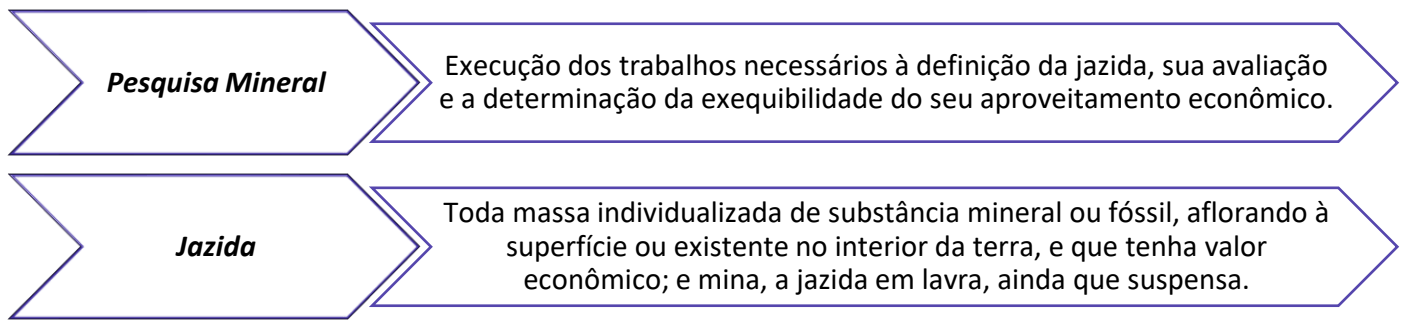 Pesquisa Mineral
Execução dos trabalhos necessários à definição da jazida, sua avaliação
e a determinação da exequibilidade do seu aproveitamento econômico.
Jazida
Toda massa individualizada de substância mineral ou fóssil, aflorando à
superfície ou existente no interior da terra, e que tenha valor
econômico; e mina, a jazida em lavra, ainda que suspensa.